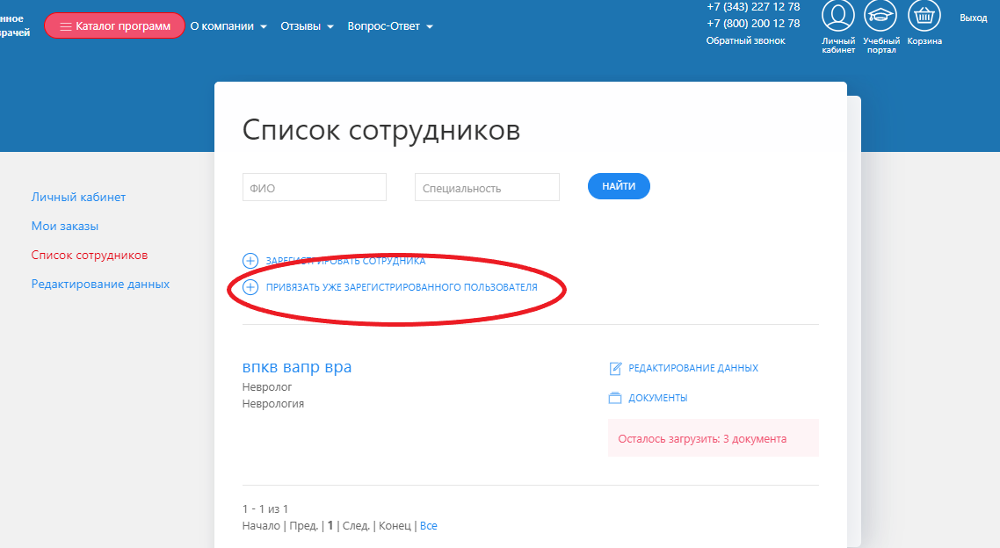 нное
рачей
Каталог программ
О компании
Отзывы
Вопрос-Ответ
+7 (343) 227 12 78
+7 (800) 200 12 78
Обратный звонок
Личный
кабинет
Учебный
портал
Корзина
Выход
Список сотрудников
ФИО
Специальность
НАЙТИ
Личный кабинет
Мои заказы
Список сотрудников
Редактирование данных
ЗАРЕГИСТРИРОВАТЬ СОТРУДНИКА
ПРИВЯЗАТЬ УЖЕ ЗАРЕГИСТРИРОВАННОГО ПОЛЬЗОВАТЕЛЯ
впкв вапр вра
Невролог
Неврология
РЕДАКТИРОВАНИЕ ДАННЫХ
ДОКУМЕНТЫ
Осталось загрузить: 3 документа
1 - 1 из 1
Начало | Пред. | 1 | След. | Конец | Все